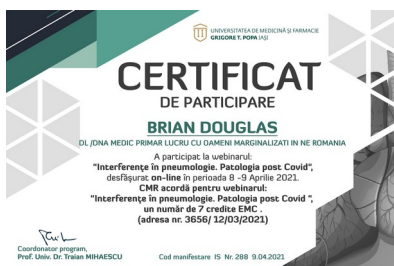 UNIVERSITATEA DE MEDICINĂ ȘI FARMACIE
GRIGORE T. POPA IAȘI
CERTIFICAT
DE PARTICIPARE
BRIAN DOUGLAS
DL /DNA MEDIC PRIMAR LUCRU CU OAMENI MARGINALIZATI IN NE ROMANIA
A participat la webinarul:
"Interferențe în pneumologie. Patologia post Covid",
desfășurat on-line în perioada 8 -9 Aprilie 2021.
CMR acordă pentru webinarul:
"Interferențe în pneumologie. Patologia post Covid ",
un număr de 7 credite EMC .
(adresa nr. 3656/ 12/03/2021)
Coordonator program,
Prof. Univ. Dr. Traian MIHAESCU
Cod manifestare IS Nr. 288 9.04.2021